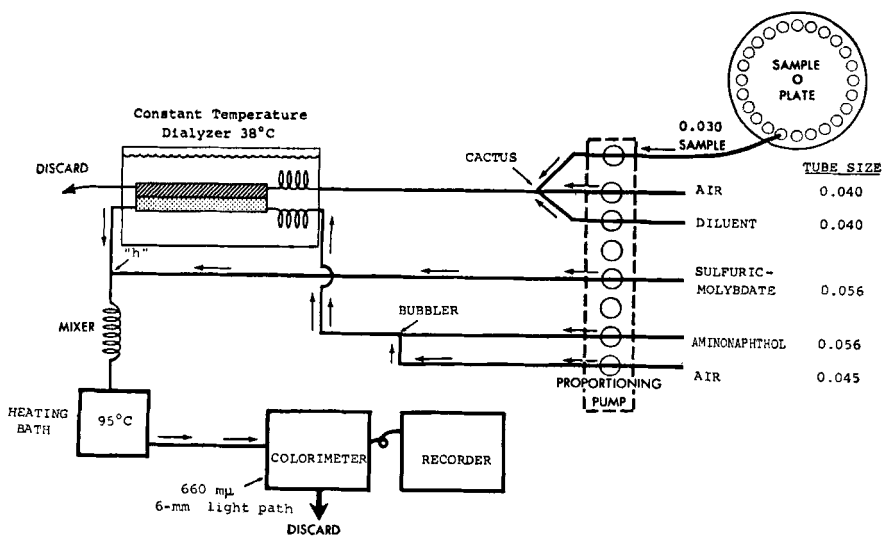 SAMPLE
PLATE
Constant Temperature
Dialyzer 38°C
0.030
SAMPLE
CACTUS
TUBE SIZE
DISCARD
AIR 0.040
DILUENT 0.040
"h"
SULFURIC-
MOLYBDATE 0.056
BUBBLER
MIXER
AMINONAPHTHOL 0.056
AIR 0.045
PROPORTIONING
PUMP
HEATING
BATH
95°C
COLORIMETER
RECORDER
660 mμ
6-mm light path
DISCARD